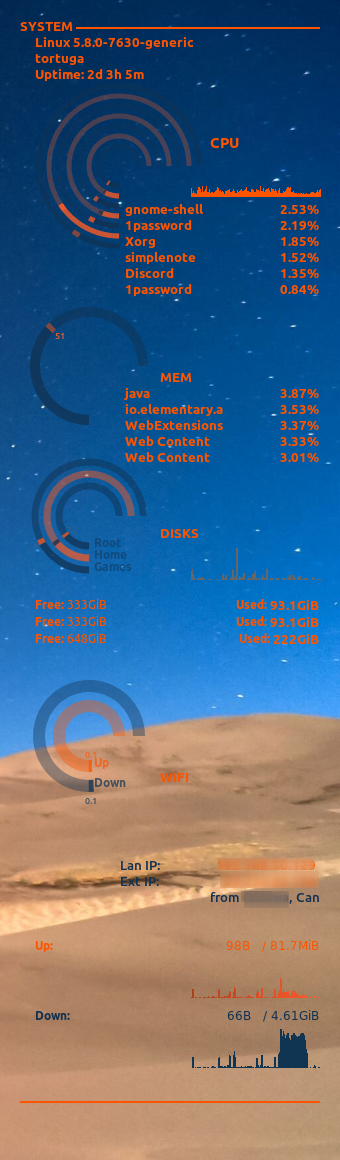 SYSTEM
Linux 5.8.0-7630-generic
tortuga
Uptime: 2d 3h 5m
CPU
gnome-shell 2.53%
1password 2.19%
Xorg 1.85%
simplenote 1.52%
Discord 1.35%
1password 0.84%
51
MEM
java 3.87%
io.elementary.a 3.53%
WebExtensions 3.37%
Web Content 3.33%
Web Content 3.01%
DISKS
Root
Home
Games
Free: 333GiB Used: 93.1GiB
Free: 333GiB Used: 93.1GiB
Free: 648GiB Used: 222GiB
0.1
Up
WIFI
Down
0.1
Lan IP:
Ext IP:
from , Can
Up: 98B / 81.7MiB
Down: 66B / 4.61GiB